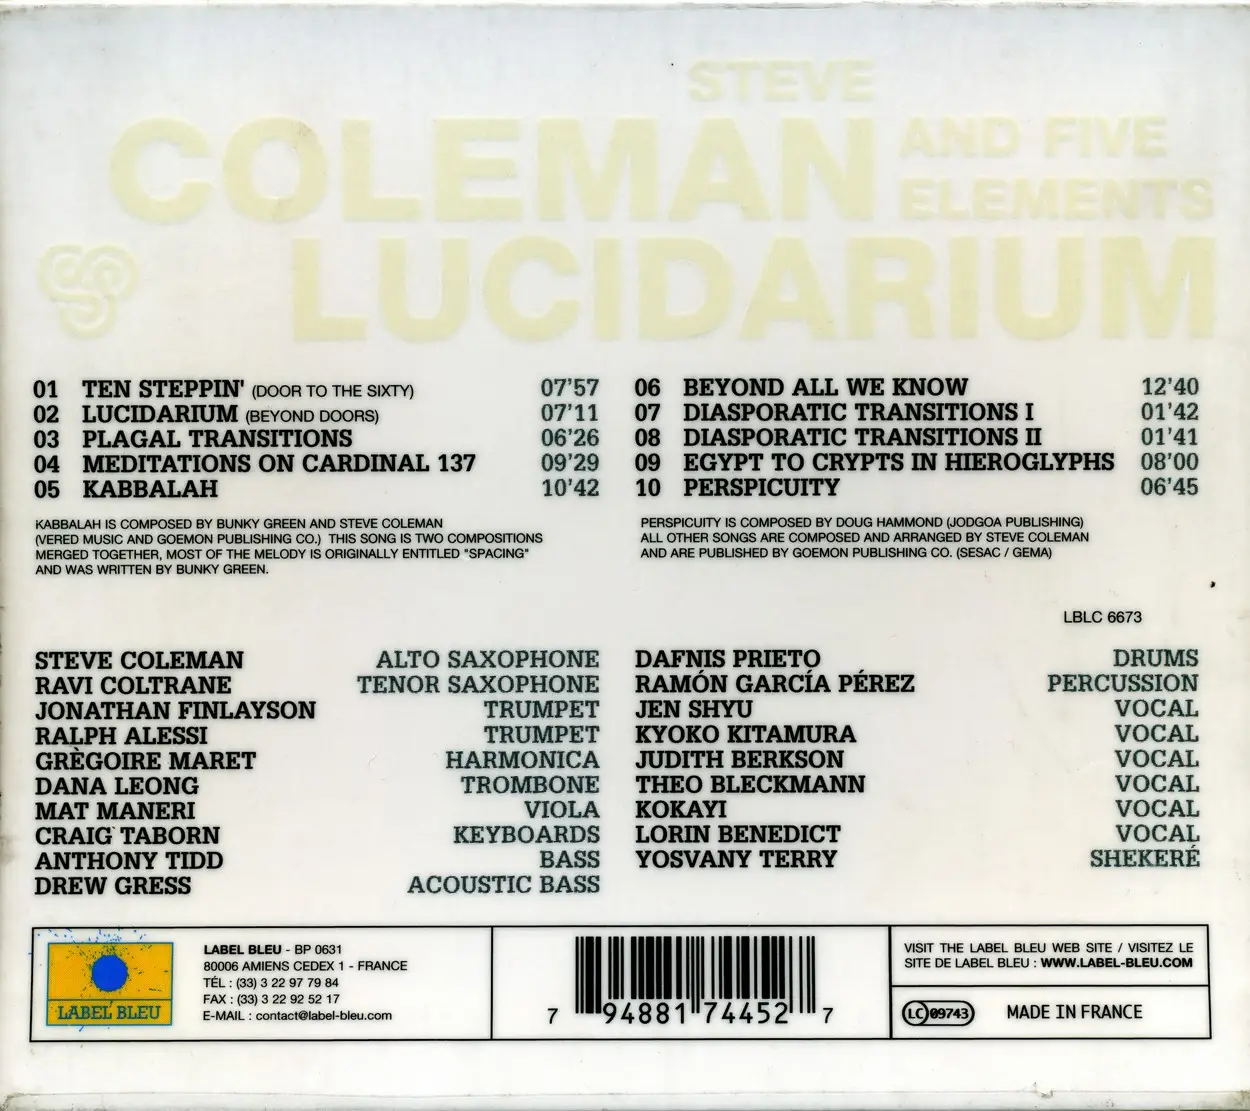 STEVE
COLEMAN AND FIVE
ELEMENTS
LUCIDARIUM
01 TEN STEPPIN' (DOOR TO THE SIXTY) 07'57
02 LUCIDARIUM (BEYOND DOORS) 07'11
03 PLAGAL TRANSITIONS 06'26
04 MEDITATIONS ON CARDINAL 137 09'29
05 KABBALAH 10'42
KABBALAH IS COMPOSED BY BUNKY GREEN AND STEVE COLEMAN
(VERED MUSIC AND GOEMON PUBLISHING CO.) THIS SONG IS TWO COMPOSITIONS
MERGED TOGETHER, MOST OF THE MELODY IS ORIGINALLY ENTITLED "SPACING"
AND WAS WRITTEN BY BUNKY GREEN.
06 BEYOND ALL WE KNOW 12'40
07 DIASPORATIC TRANSITIONS I 01'42
08 DIASPORATIC TRANSITIONS II 01'41
09 EGYPT TO CRYPTS IN HIEROGLYPHS 08'00
10 PERSPICUITY 06'45
PERSPICUITY IS COMPOSED BY DOUG HAMMOND (JODGOA PUBLISHING)
ALL OTHER SONGS ARE COMPOSED AND ARRANGED BY STEVE COLEMAN
AND ARE PUBLISHED BY GOEMON PUBLISHING CO. (SESAC / GEMA)
LBLC 6673
STEVE COLEMAN ALTO SAXOPHONE
RAVI COLTRANE TENOR SAXOPHONE
JONATHAN FINLAYSON TRUMPET
RALPH ALESSI TRUMPET
GRÈGOIRE MARET HARMONICA
DANA LEONG TROMBONE
MAT MANERI VIOLA
CRAIG TABORN KEYBOARDS
ANTHONY TIDD BASS
DREW GRESS ACOUSTIC BASS
DAFNIS PRIETO DRUMS
RAMÓN GARCÍA PÉREZ PERCUSSION
JEN SHYU VOCAL
KYOKO KITAMURA VOCAL
JUDITH BERKSON VOCAL
THEO BLECKMANN VOCAL
KOKAYI VOCAL
LORIN BENEDICT VOCAL
YOSVANY TERRY SHEKERÉ
LABEL BLEU
LABEL BLEU - BP 0631
80006 AMIENS CEDEX 1 - FRANCE
TÉL : (33) 3 22 97 79 84
FAX : (33) 3 22 92 52 17
E-MAIL : contact@label-bleu.com
7 94881 74452 7
VISIT THE LABEL BLEU WEB SITE / VISITEZ LE
SITE DE LABEL BLEU : WWW.LABEL-BLEU.COM
LC 09743
MADE IN FRANCE